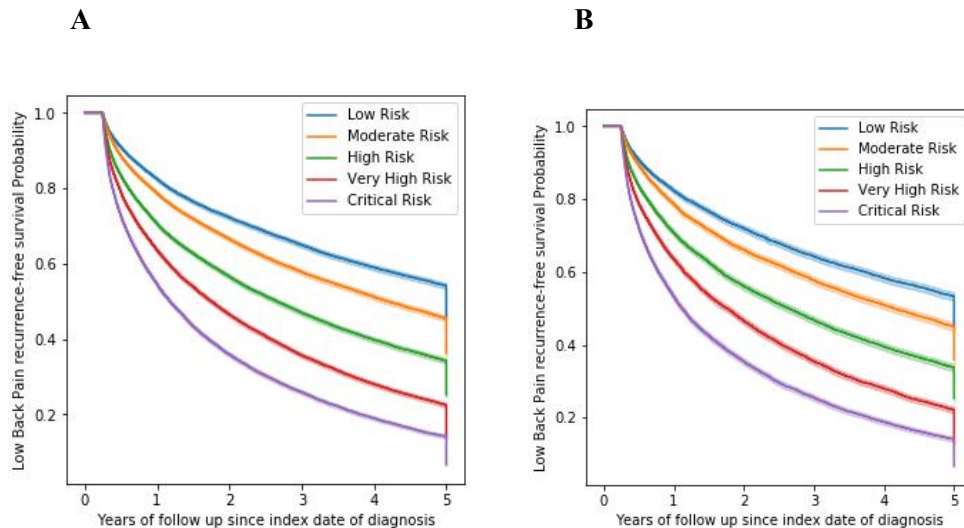 A
B
Low Back Pain recurrence-free survival Probability
1.0
0.8
0.6
0.4
0.2
Low Risk
Moderate Risk
High Risk
Very High Risk
Critical Risk
0 1 2 3 4 5
Years of follow up since index date of diagnosis
Low Back Pain recurrence-free survival Probability
1.0
0.8
0.6
0.4
0.2
Low Risk
Moderate Risk
High Risk
Very High Risk
Critical Risk
0 1 2 3 4 5
Years of follow up since index date of diagnosis